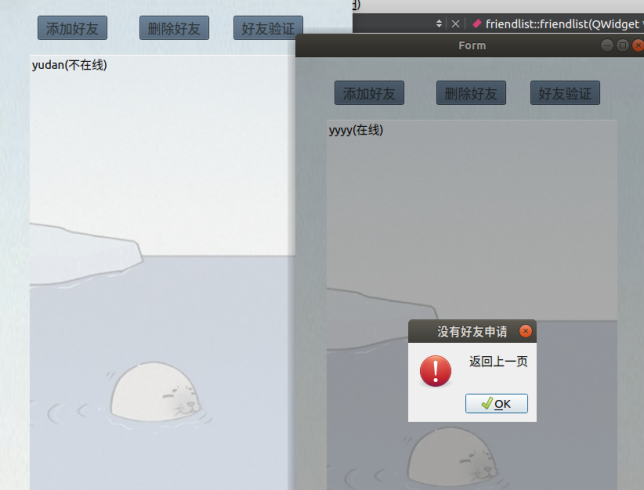 friendlist::friendlist(QWidget
Form
添加好友 删除好友 好友验证
yudan(不在线)
添加好友 删除好友 好友验证
yyyy(在线)
没有好友申请
返回上一页
OK